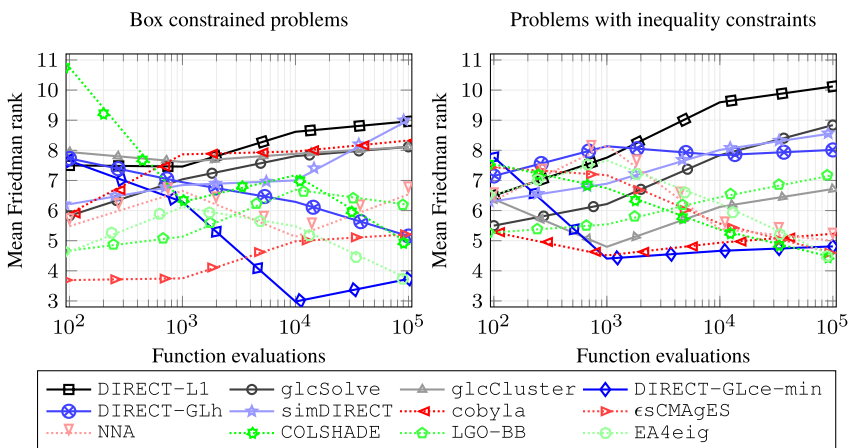 Box constrained problems
Problems with inequality constraints
Mean Friedman rank
11
10
9
8
7
6
5
4
3
10^2 10^3 10^4 10^5
Function evaluations
Mean Friedman rank
11
10
9
8
7
6
5
4
3
10^2 10^3 10^4 10^5
Function evaluations
DIRECT-L1 glcSolve glcCluster DIRECT-GLce-min
DIRECT-GLh simDIRECT cobyla ϵsCMAgES
NNA COLSHADE LGO-BB EA4eig